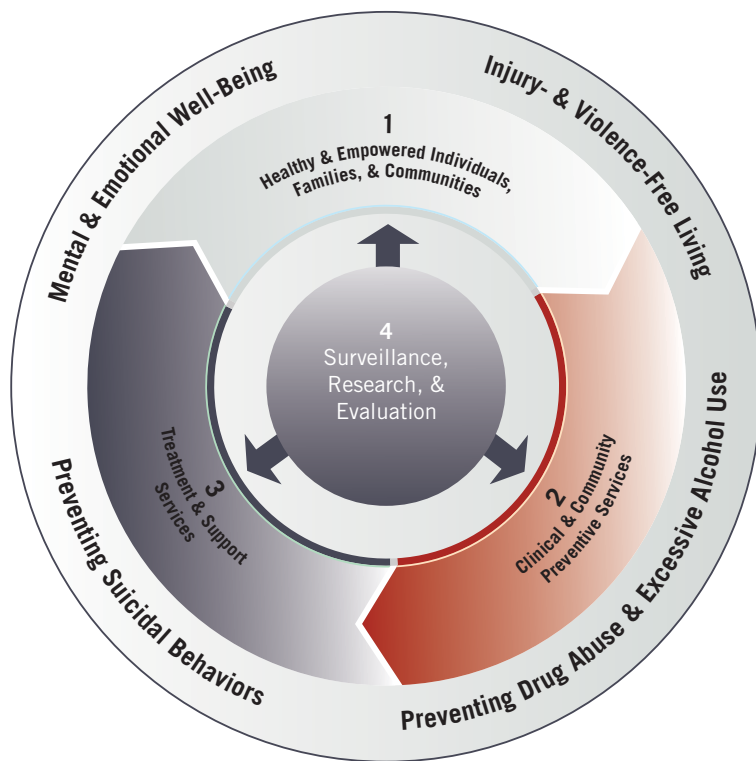 Mental & Emotional Well-Being
Injury- & Violence-Free Living
1
Healthy & Empowered Individuals,
Families, & Communities
4
Surveillance,
Research, &
Evaluation
3
Treatment & Support
Services
2
Clinical & Community
Preventive Services
Preventing Suicidal Behaviors
Preventing Drug Abuse & Excessive Alcohol Use